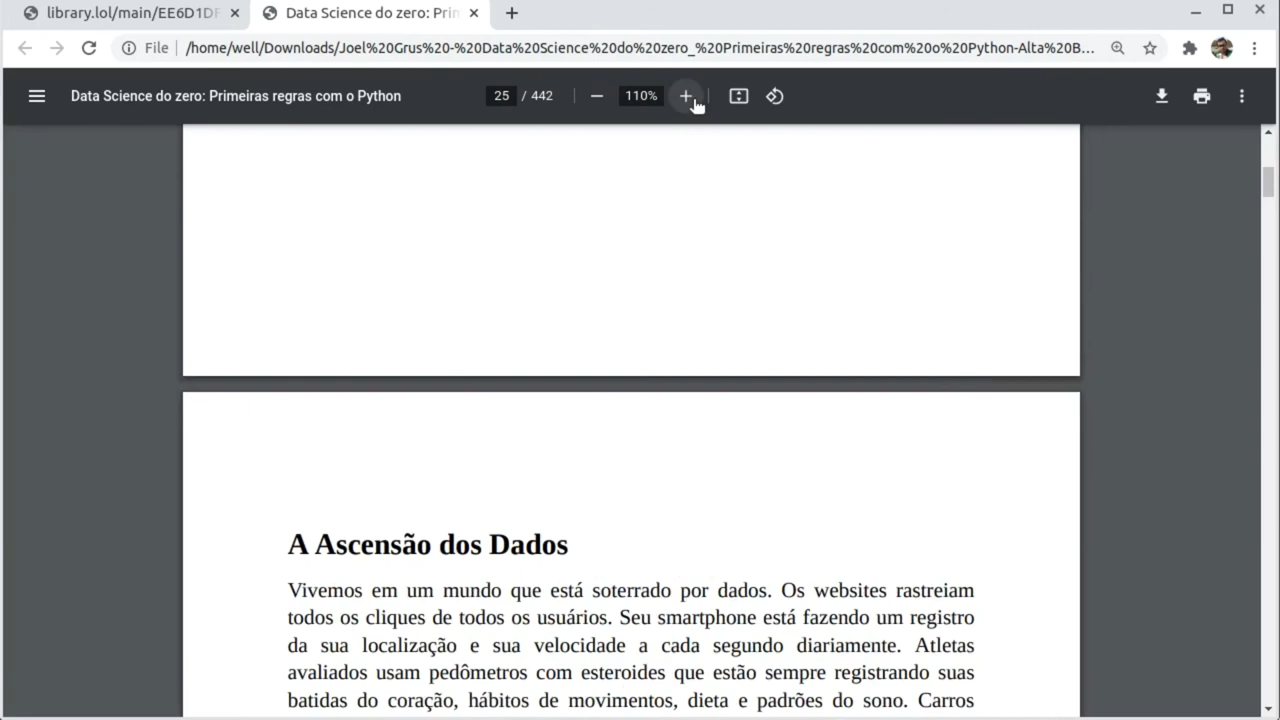 library.lol/main/EE6D1DF
Data Science do zero: Prim
File
/home/well/Downloads/Joel%20Grus%20-%20Data%20Science%20do%20zero_%20Primeiras%20regras%20com%20o%20Python-Alta%20B...
Data Science do zero: Primeiras regras com o Python
25 / 442
110%
A Ascensão dos Dados
Vivemos em um mundo que está soterrado por dados. Os websites rastreiam
todos os cliques de todos os usuários. Seu smartphone está fazendo um registro
da sua localização e sua velocidade a cada segundo diariamente. Atletas
avaliados usam pedômetros com esteroides que estão sempre registrando suas
batidas do coração, hábitos de movimentos, dieta e padrões do sono. Carros